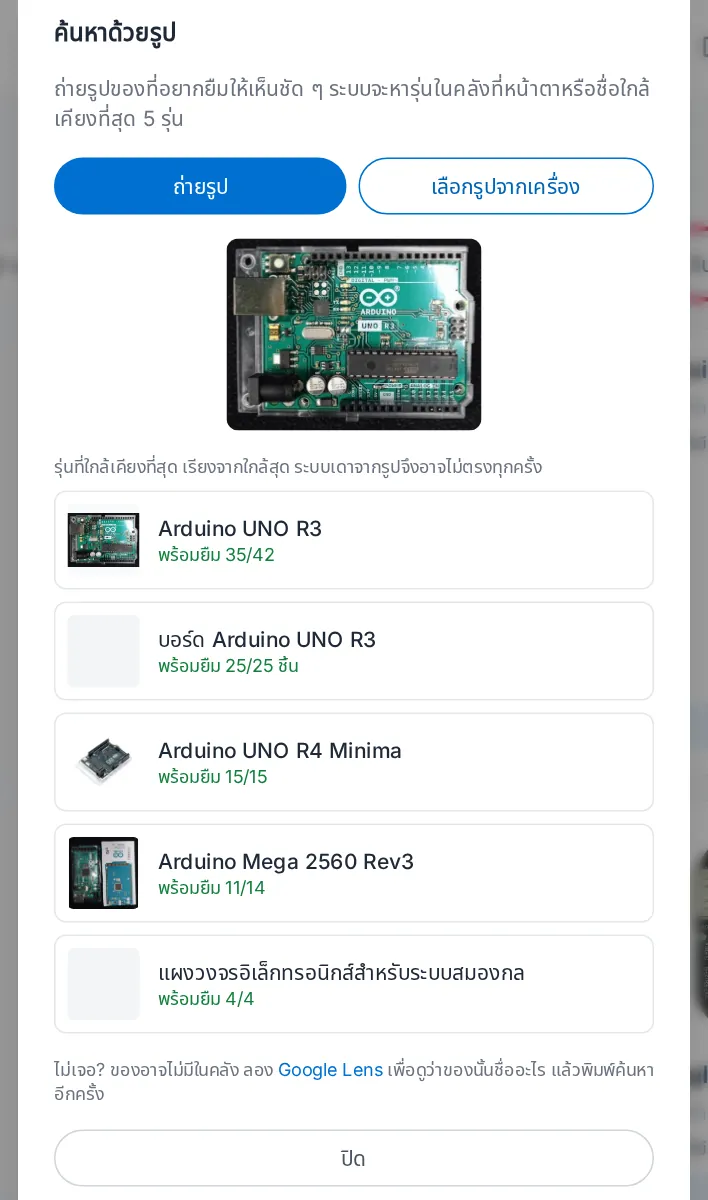 ค้นหาด้วยรูป
ถ่ายรูปของที่อยากยืมให้เห็นชัด ๆ ระบบจะหารุ่นในคลังที่หน้าตาหรือชื่อใกล้
เคียงที่สุด 5 รุ่น
ถ่ายรูป
เลือกรูปจากเครื่อง
DIGITAL
ARDUINO
UNO R3
รุ่นที่ใกล้เคียงที่สุด เรียงจากใกล้สุด ระบบเดาจากรูปจึงอาจไม่ตรงทุกครั้ง
Arduino UNO R3
พร้อมยืม 35/42
บอร์ด Arduino UNO R3
พร้อมยืม 25/25 ชิ้น
Arduino UNO R4 Minima
พร้อมยืม 15/15
Arduino Mega 2560 Rev3
พร้อมยืม 11/14
แผงวงจรอิเล็กทรอนิกส์สำหรับระบบสมองกล
พร้อมยืม 4/4
ไม่เจอ? ของอาจไม่มีในคลัง ลอง Google Lens เพื่อดูว่าของนั้นชื่ออะไร แล้วพิมพ์ค้นหา
อีกครั้ง
ปิด